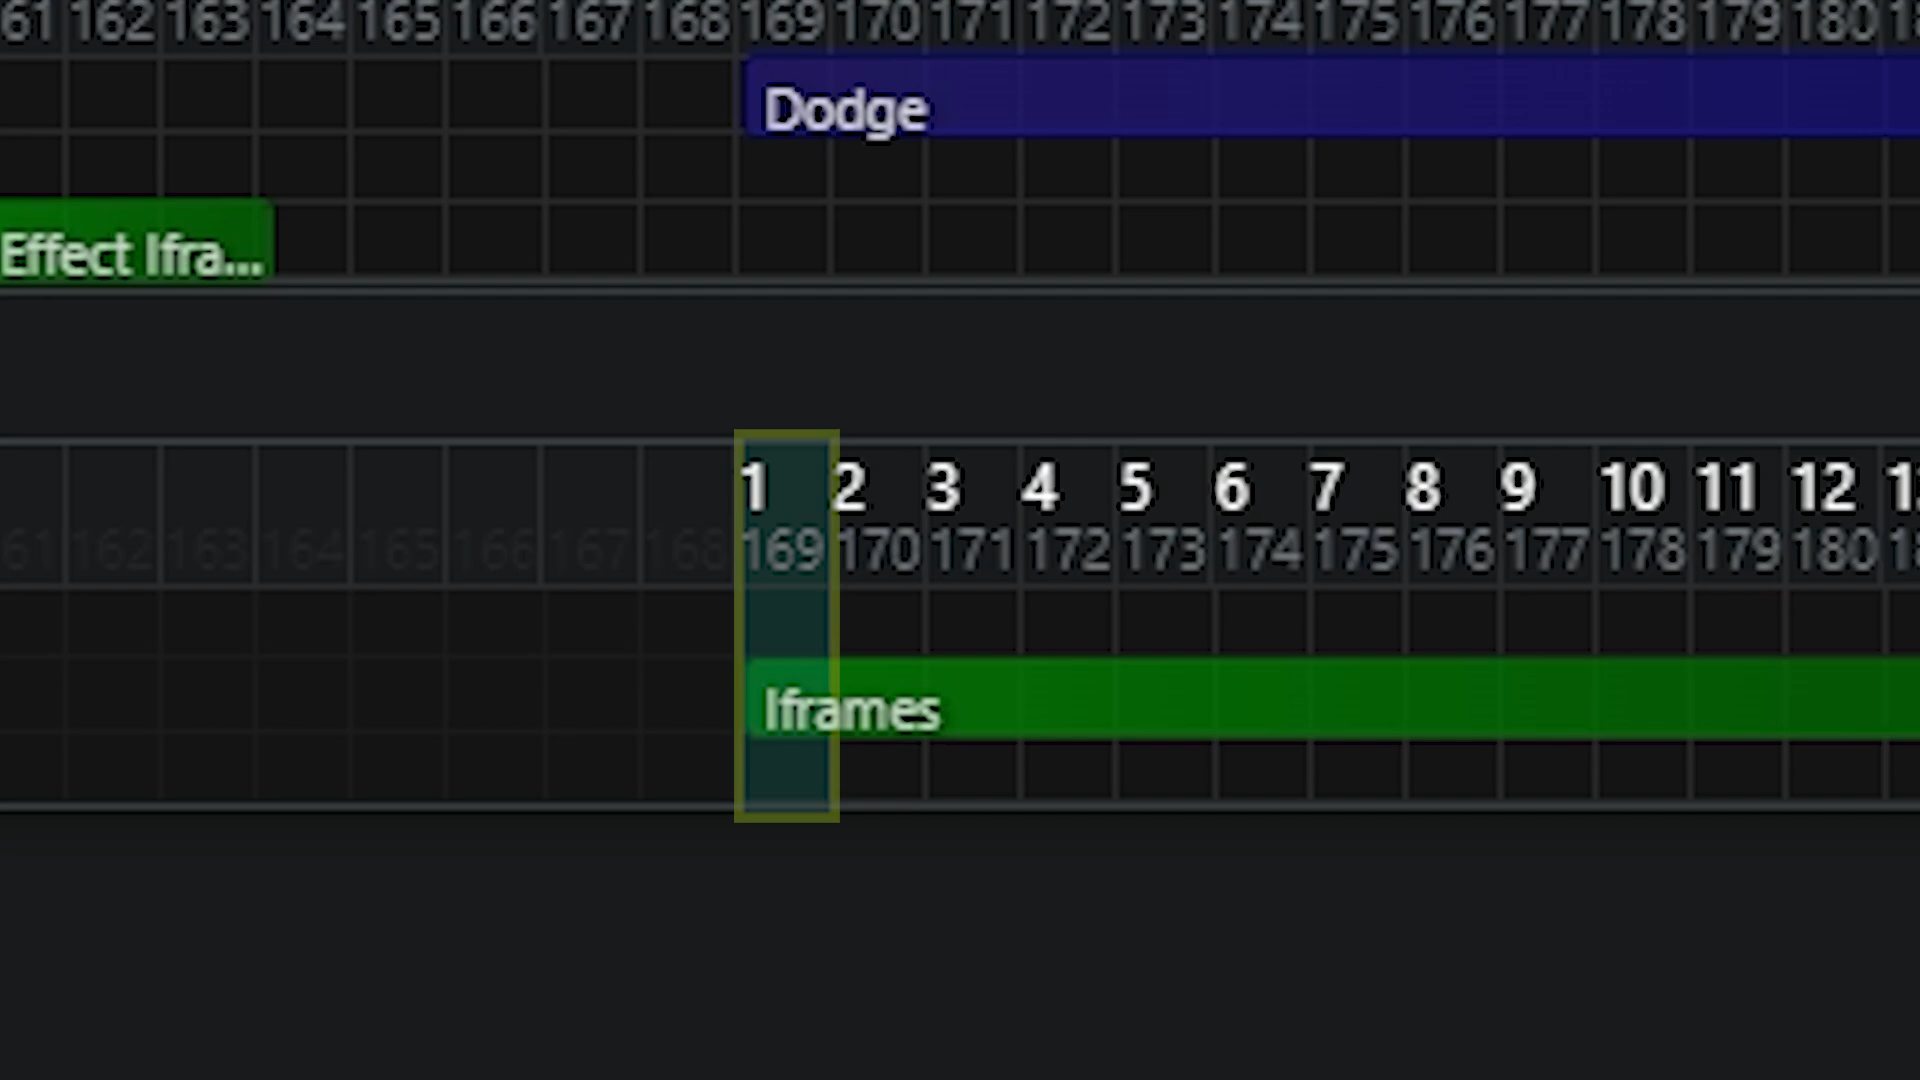 61 162 163 164 165 166 167 168 169 170 171 172 173 174 175 176 177 178 179 180 18
Dodge
Effect Ifra...
1 2 3 4 5 6 7 8 9 10 11 12
61 162 163 164 165 166 167 168 169 170 171 172 173 174 175 176 177 178 179 180 18
Iframes